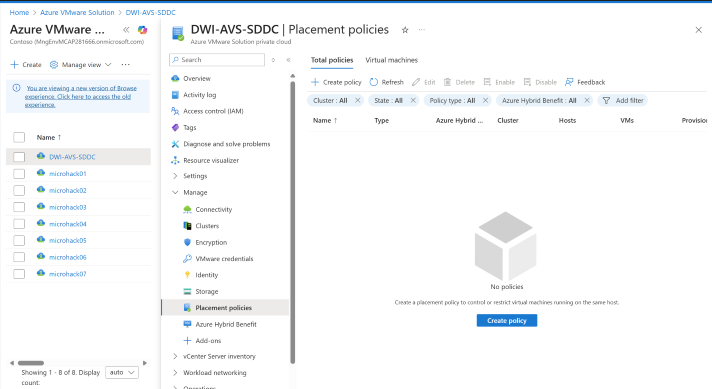 Home > Azure VMware Solution > DWI-AVS-SDDC
Azure VMware ...
Contoso (MngEnvMCAP281666.onmicrosoft.com)
+ Create Manage view ...
You are viewing a new version of Browse
experience. Click here to access the old
experience.
Name ↑
DWI-AVS-SDDC
microhack01
microhack02
microhack03
microhack04
microhack05
microhack06
microhack07
Showing 1 - 8 of 8. Display
count:
auto
DWI-AVS-SDDC | Placement policies
Azure VMware Solution private cloud
Search
Overview
Activity log
Access control (IAM)
Tags
Diagnose and solve problems
Resource visualizer
Settings
Manage
Connectivity
Clusters
Encryption
VMware credentials
Identity
Storage
Placement policies
Azure Hybrid Benefit
Add-ons
vCenter Server inventory
Workload networking
Operations
Total policies Virtual machines
+ Create policy Refresh Edit Delete Enable Disable Feedback
Cluster : All × State : All × Policy type : All × Azure Hybrid Benefit : All × Add filter
Name ↑ Type Azure Hybrid ... Cluster Hosts VMs Provision
No policies
Create a placement policy to control or restrict virtual machines running on the same host.
Create policy